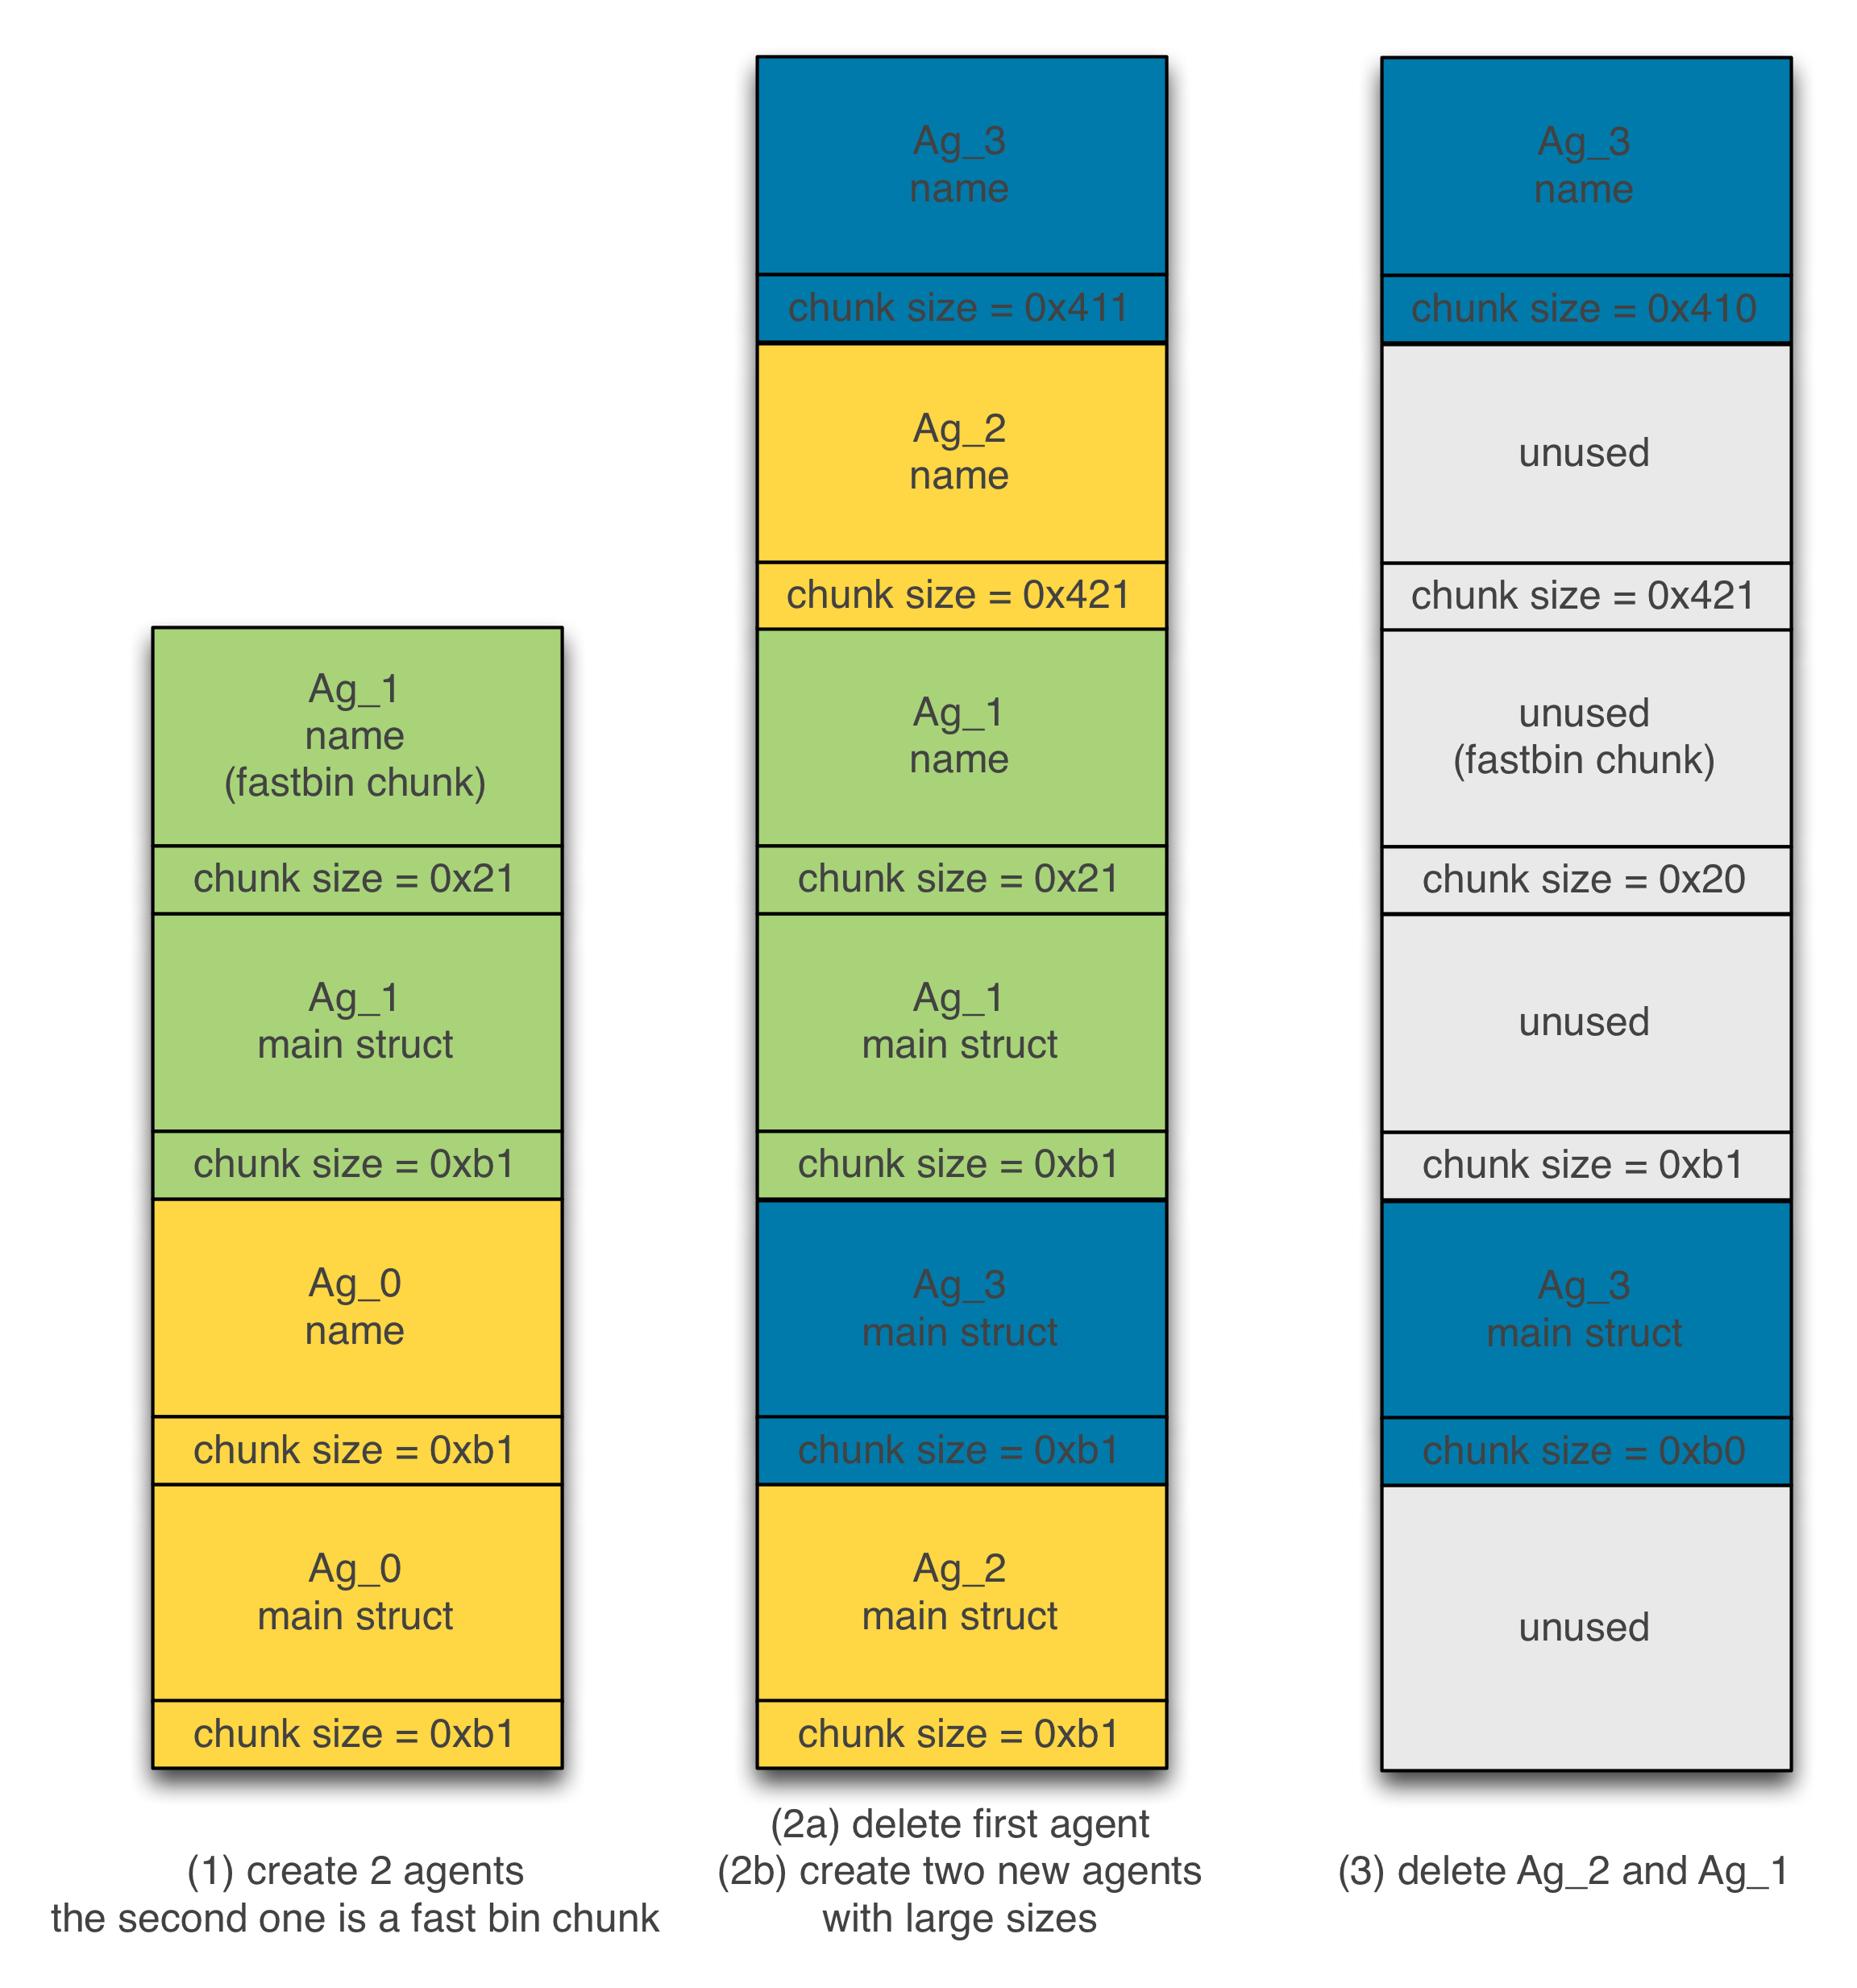 Ag_1
name
(fastbin chunk)
chunk size = 0x21
Ag_1
main struct
chunk size = 0xb1
Ag_0
name
chunk size = 0xb1
Ag_0
main struct
chunk size = 0xb1
(1) create 2 agents
the second one is a fast bin chunk
Ag_3
name
chunk size = 0x411
Ag_2
name
chunk size = 0x421
Ag_1
name
chunk size = 0x21
Ag_1
main struct
chunk size = 0xb1
Ag_3
main struct
chunk size = 0xb1
Ag_2
main struct
chunk size = 0xb1
(2a) delete first agent
(2b) create two new agents
with large sizes
Ag_3
name
chunk size = 0x410
unused
chunk size = 0x421
unused
(fastbin chunk)
chunk size = 0x20
unused
chunk size = 0xb1
Ag_3
main struct
chunk size = 0xb0
unused
(3) delete Ag_2 and Ag_1